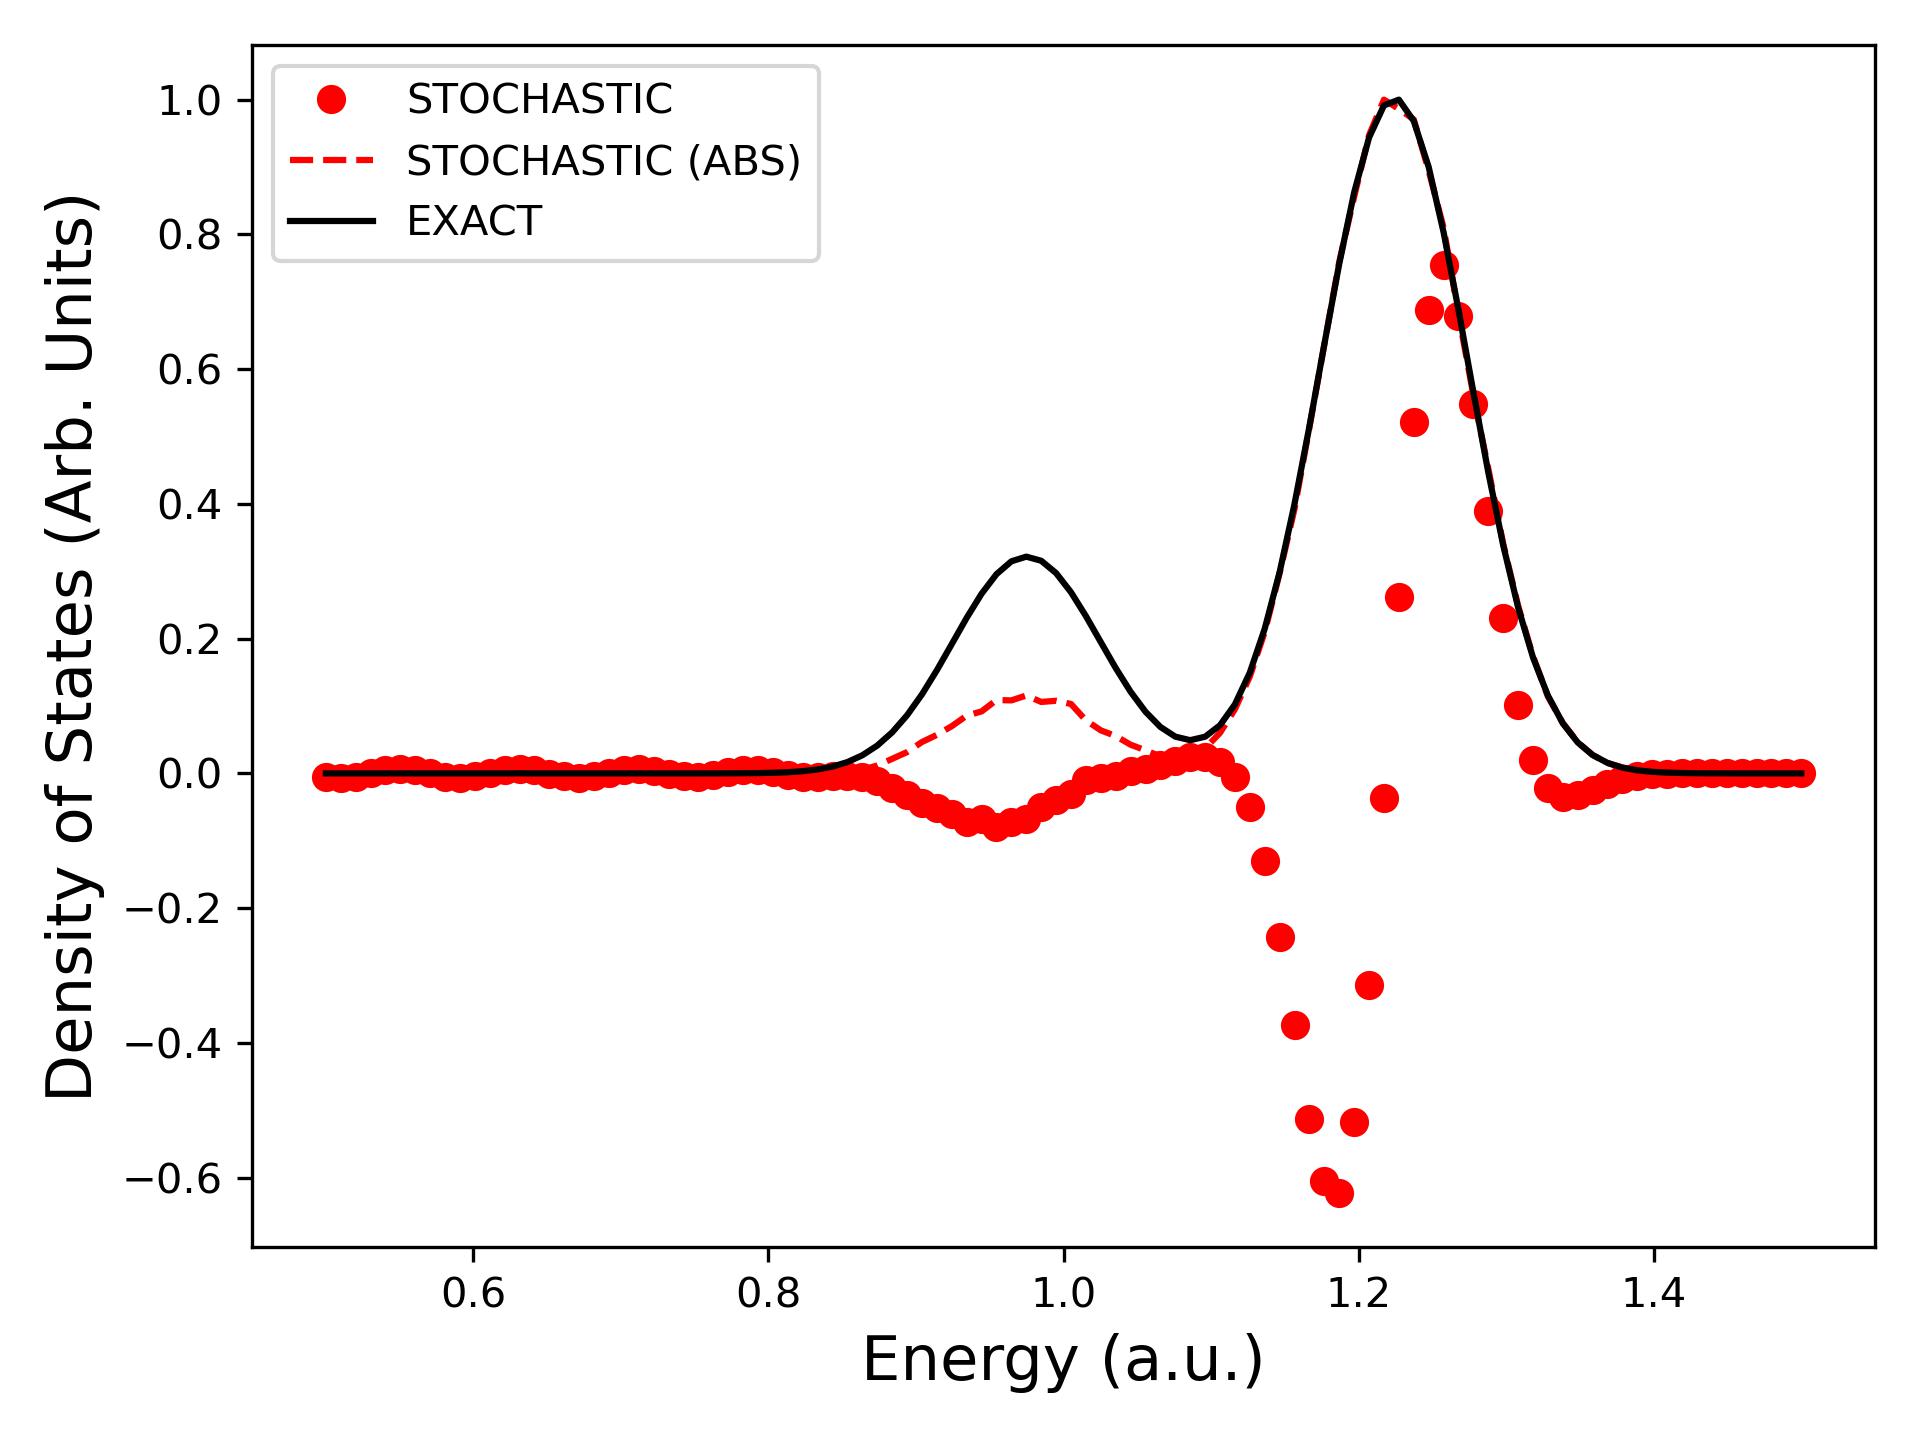 STOCHASTIC
STOCHASTIC (ABS)
EXACT
Density of States (Arb. Units)
1.0
0.8
0.6
0.4
0.2
0.0
−0.2
−0.4
−0.6
0.6 0.8 1.0 1.2 1.4
Energy (a.u.)